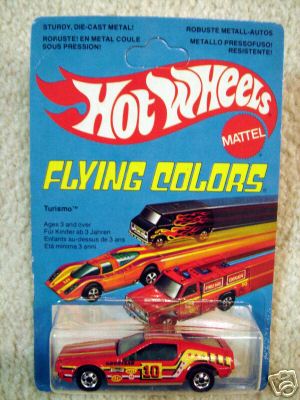 STURDY, DIE-CAST METAL!
ROKUSTE! EN METAL COULE
SOUS PRESSION!
ROBUSTE METALL-AUTOS
METALLO PRESSOFUSO!
RESISTENTE!
HOT WHEELS
MATTEL
FLYING COLORS
Turismo™
Ages 3 and over
Für Kinder ab 3 Jahren
Enfants au-dessus de 3 ans
Età minima 3 anni
10